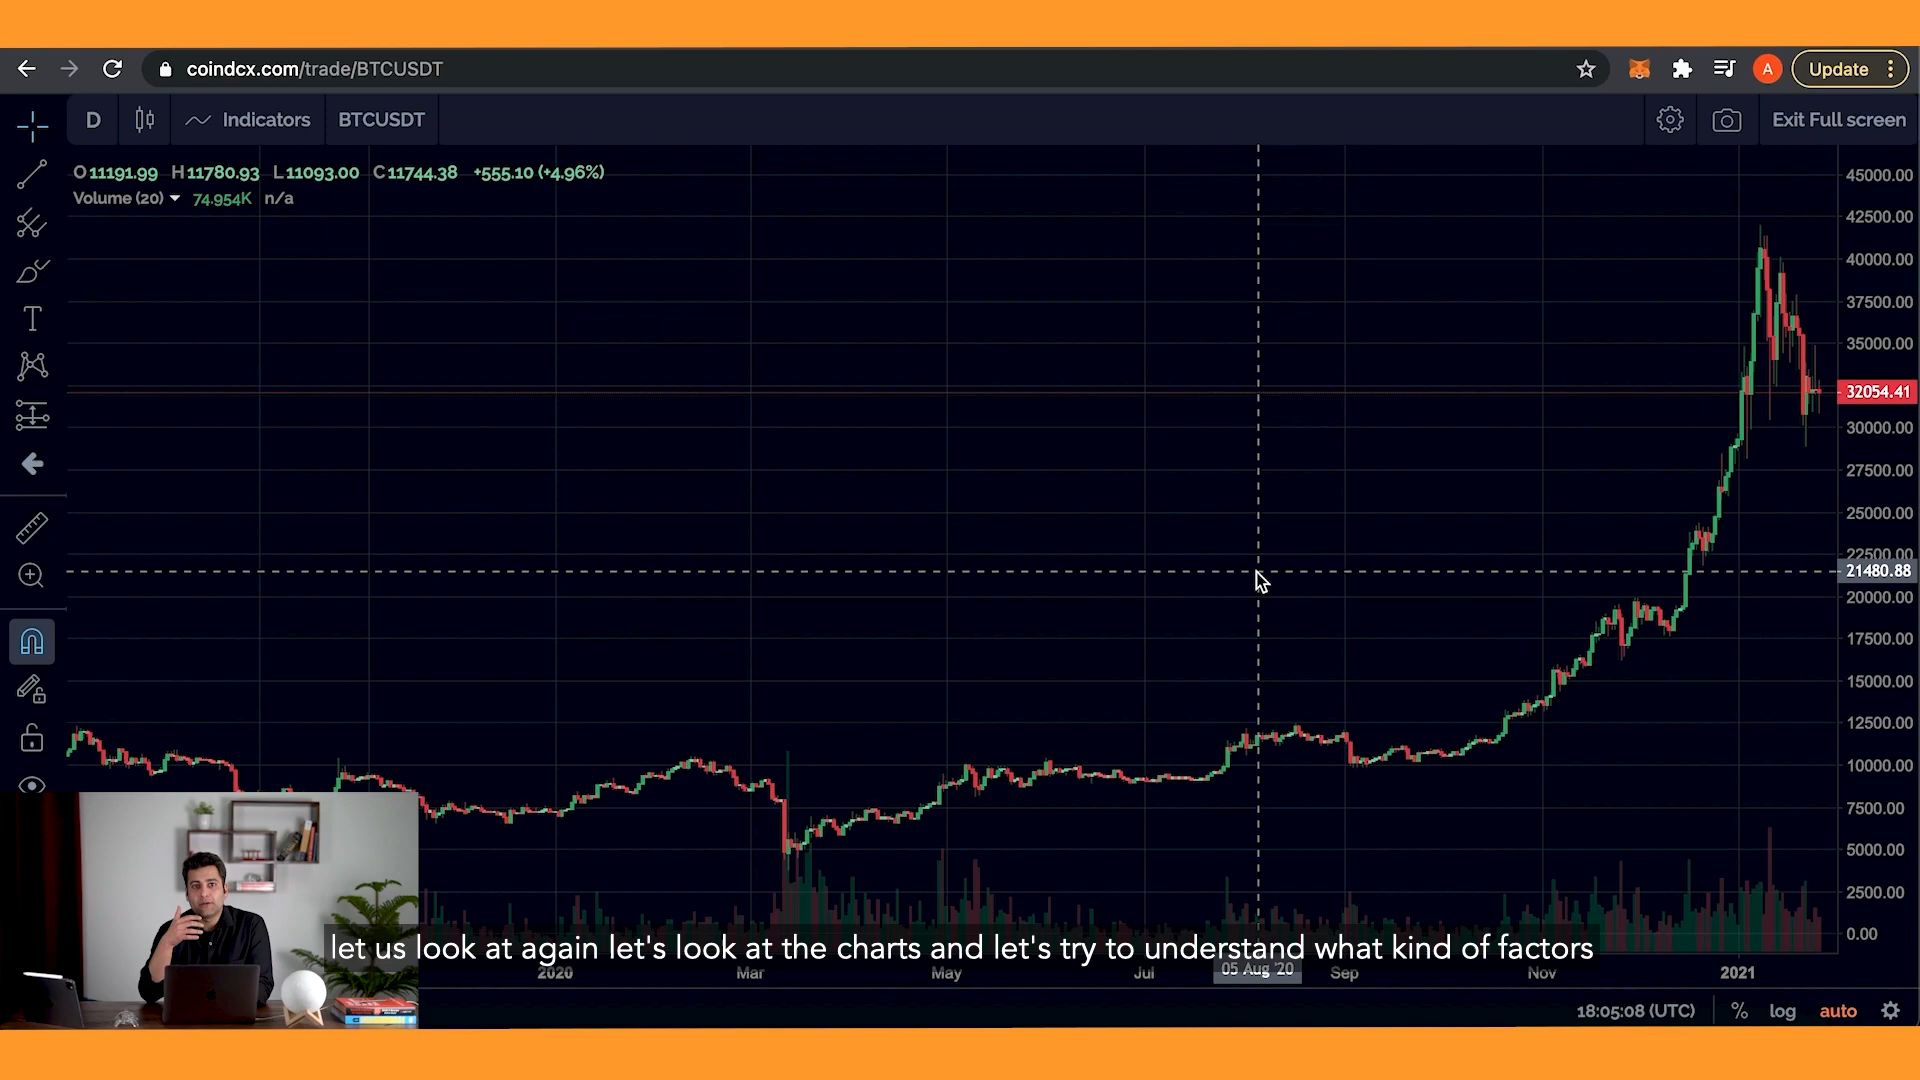 coindcx.com/trade/BTCUSDT
A
Update
D
Indicators
BTCUSDT
Exit Full screen
O11191.99 H11780.93 L11093.00 C11744.38 +555.10 (+4.96%)
Volume (20) 74.954K n/a
45000.00
42500.00
40000.00
37500.00
35000.00
32054.41
30000.00
27500.00
25000.00
22500.00
21480.88
20000.00
17500.00
15000.00
12500.00
10000.00
7500.00
5000.00
2500.00
0.00
let us look at again let's look at the charts and let's try to understand what kind of factors
2020 Mar May Jul 05 Aug '20 Sep Nov 2021
18:05:08 (UTC) % log auto